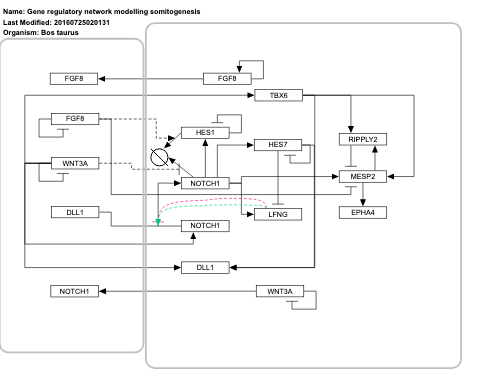 Name: Gene regulatory network modelling somitogenesis
Last Modified: 20160725020131
Organism: Bos taurus
FGF8
FGF8
TBX6
FGF8
HES1
HES7
RIPPLY2
WNT3A
NOTCH1
MESP2
DLL1
LFNG
EPHA4
NOTCH1
DLL1
NOTCH1
WNT3A